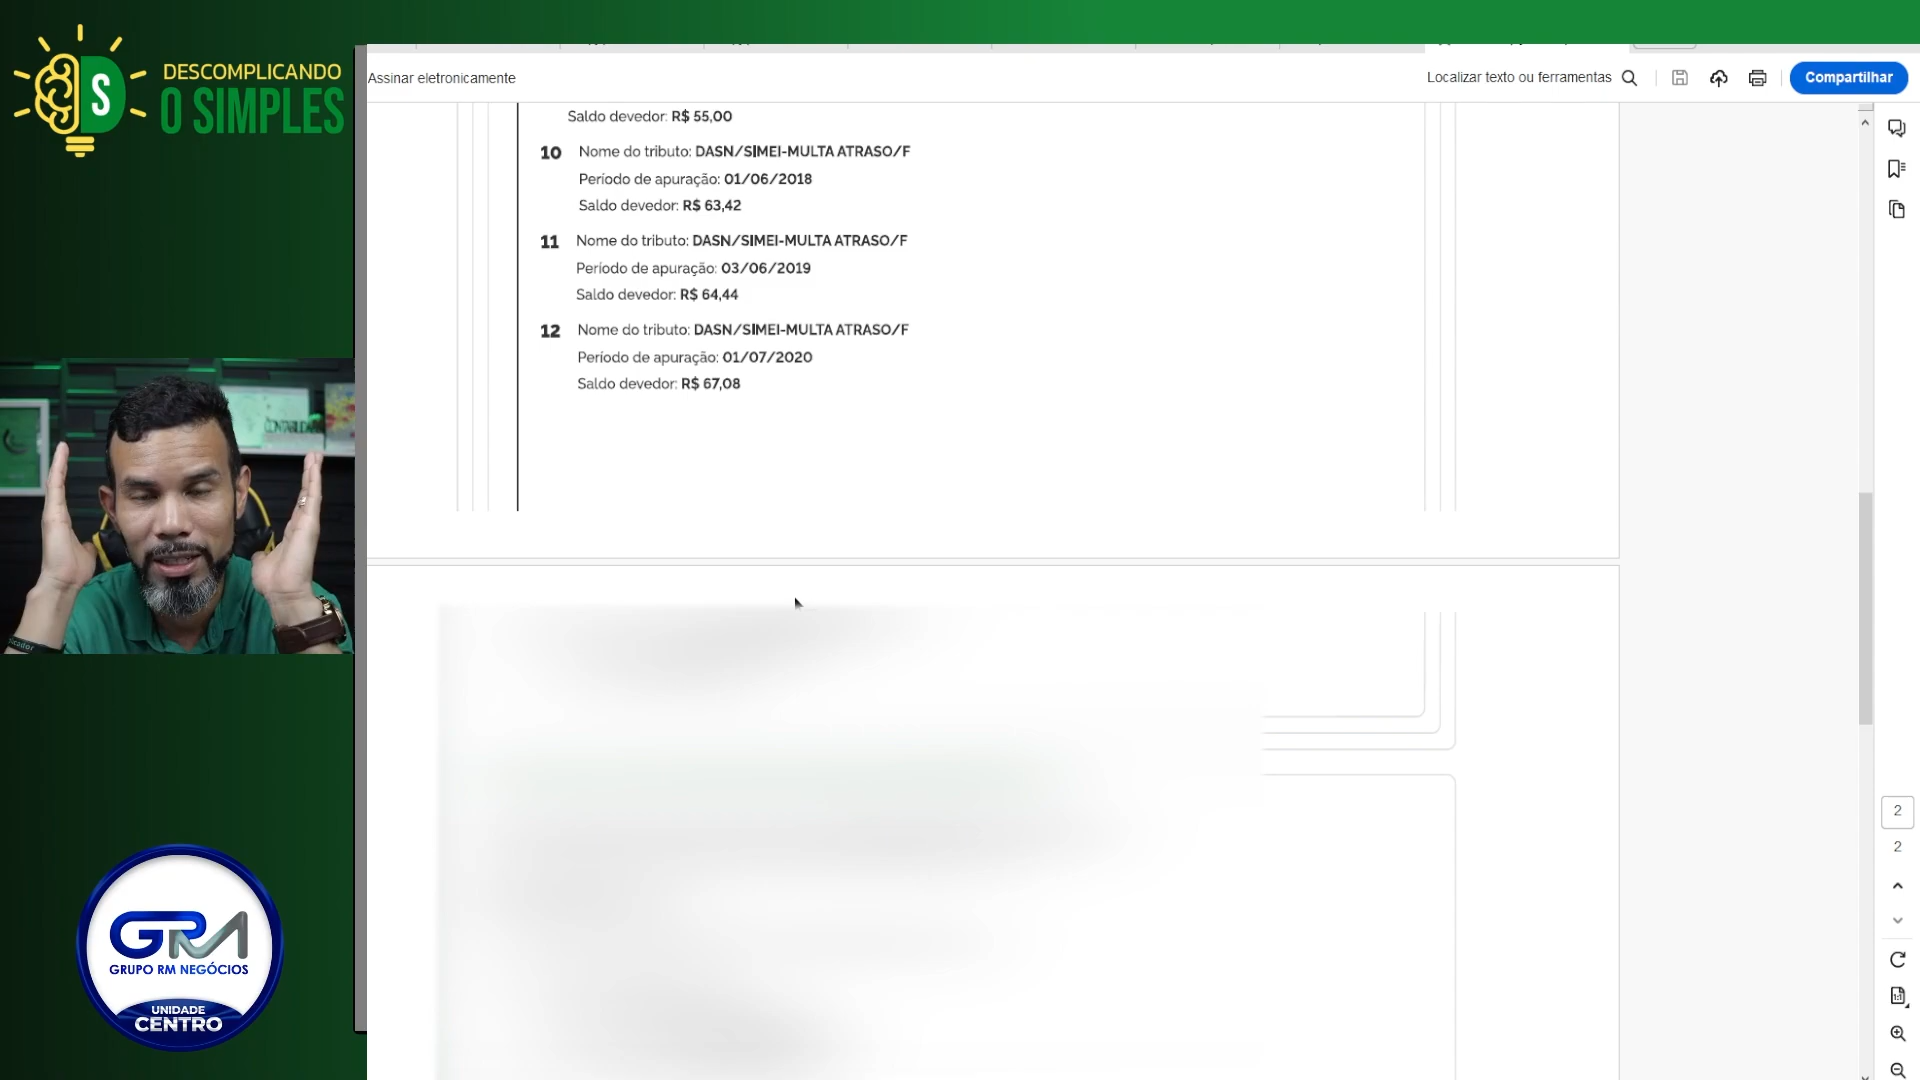 DESCOMPLICANDO
O SIMPLES
S
Assinar eletronicamente
Localizar texto ou ferramentas
Compartilhar
Saldo devedor: R$ 55,00
10 Nome do tributo: DASN/SIMEI-MULTA ATRASO/F
Período de apuração: 01/06/2018
Saldo devedor: R$ 63,42
11 Nome do tributo: DASN/SIMEI-MULTA ATRASO/F
Período de apuração: 03/06/2019
Saldo devedor: R$ 64,44
12 Nome do tributo: DASN/SIMEI-MULTA ATRASO/F
Período de apuração: 01/07/2020
Saldo devedor: R$ 67,08
2
2
GRM
GRUPO RM NEGÓCIOS
UNIDADE
CENTRO